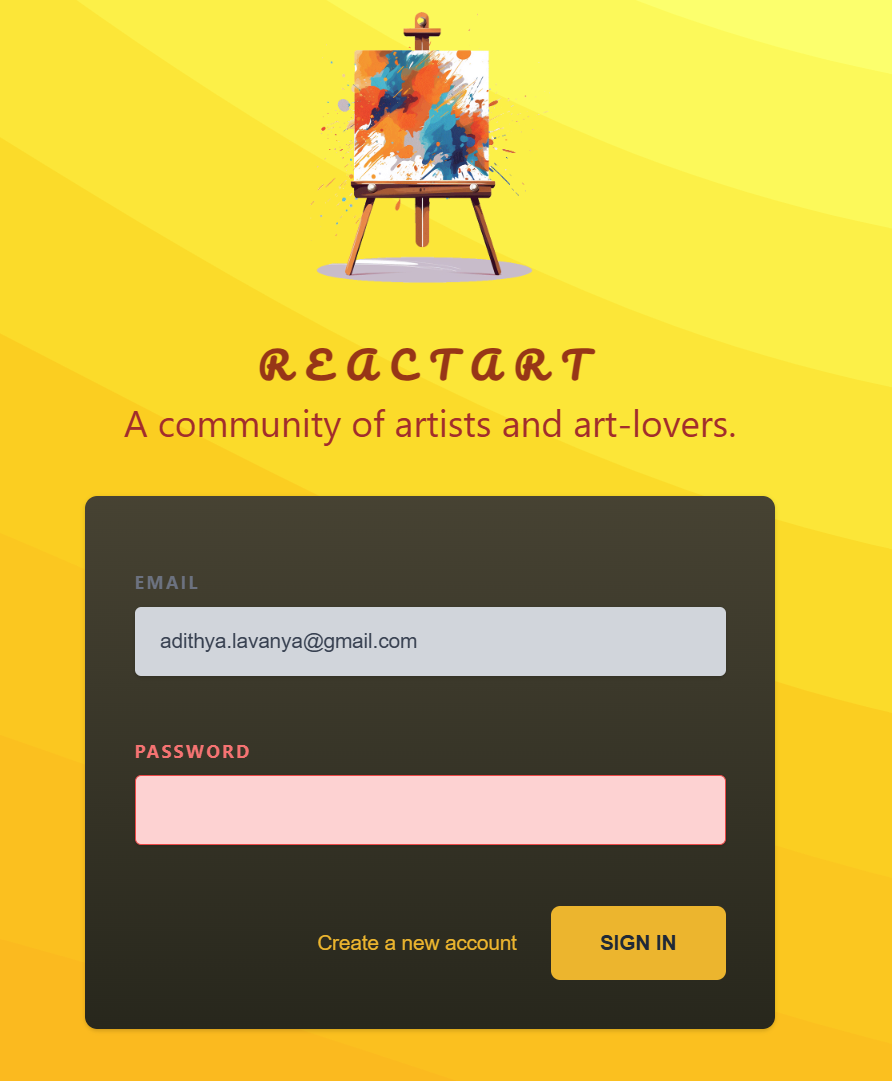 REACTART
A community of artists and art-lovers.
EMAIL
adithya.lavanya@gmail.com
PASSWORD
Create a new account SIGN IN